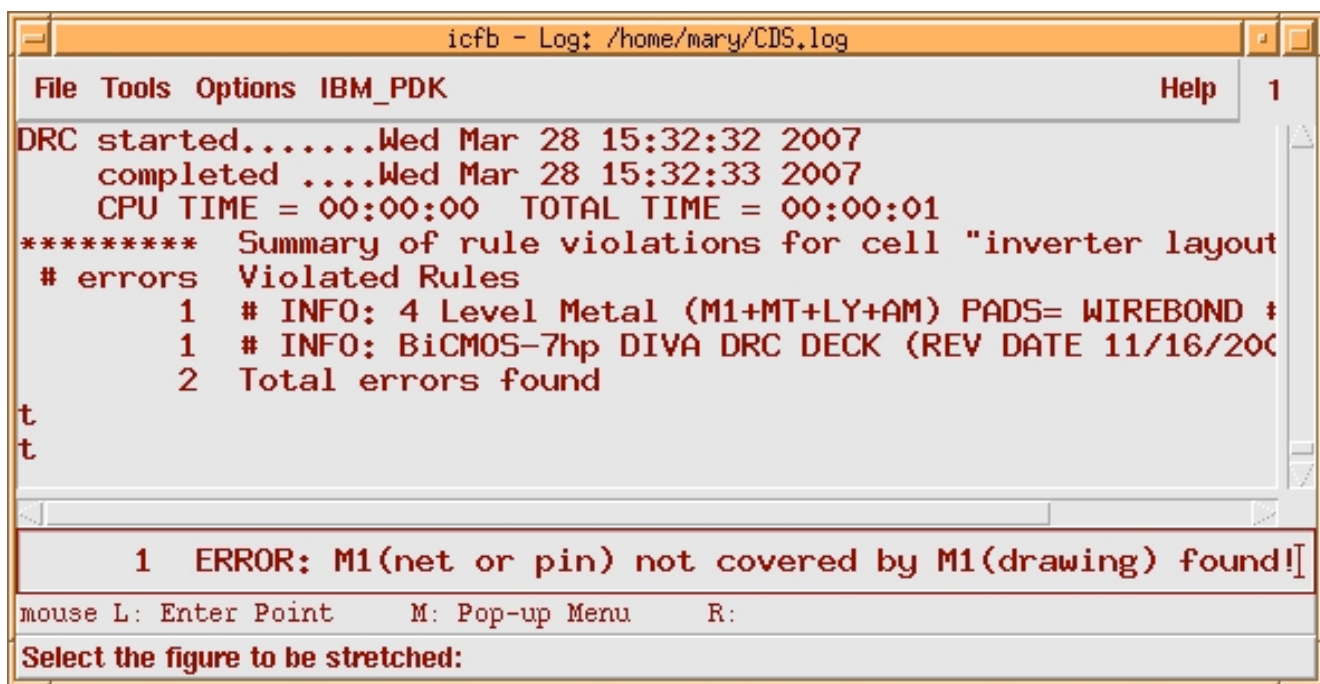 icfb - Log: /home/mary/CDS.log
File Tools Options IBM_PDK Help 1
DRC started.......Wed Mar 28 15:32:32 2007
completed ....Wed Mar 28 15:32:33 2007
CPU TIME = 00:00:00 TOTAL TIME = 00:00:01
********* Summary of rule violations for cell "inverter layout
# errors Violated Rules
1 # INFO: 4 Level Metal (M1+MT+LY+AM) PADS= WIREBOND #
1 # INFO: BiCMOS-7hp DIVA DRC DECK (REV DATE 11/16/200
2 Total errors found
t
t
1 ERROR: M1(net or pin) not covered by M1(drawing) found!
mouse L: Enter Point M: Pop-up Menu R:
Select the figure to be stretched: